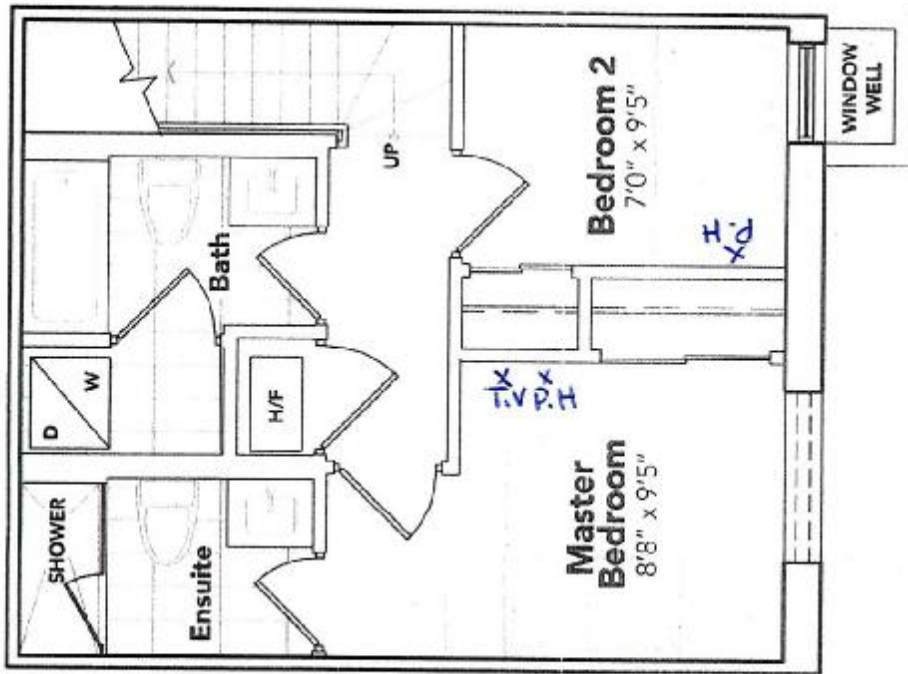 SHOWER
Ensuite
D
W
H/F
Bath
UP
Master
Bedroom
8'8" x 9'5"
T.V P.H
Bedroom 2
7'0" x 9'5"
P.H
WINDOW
WELL